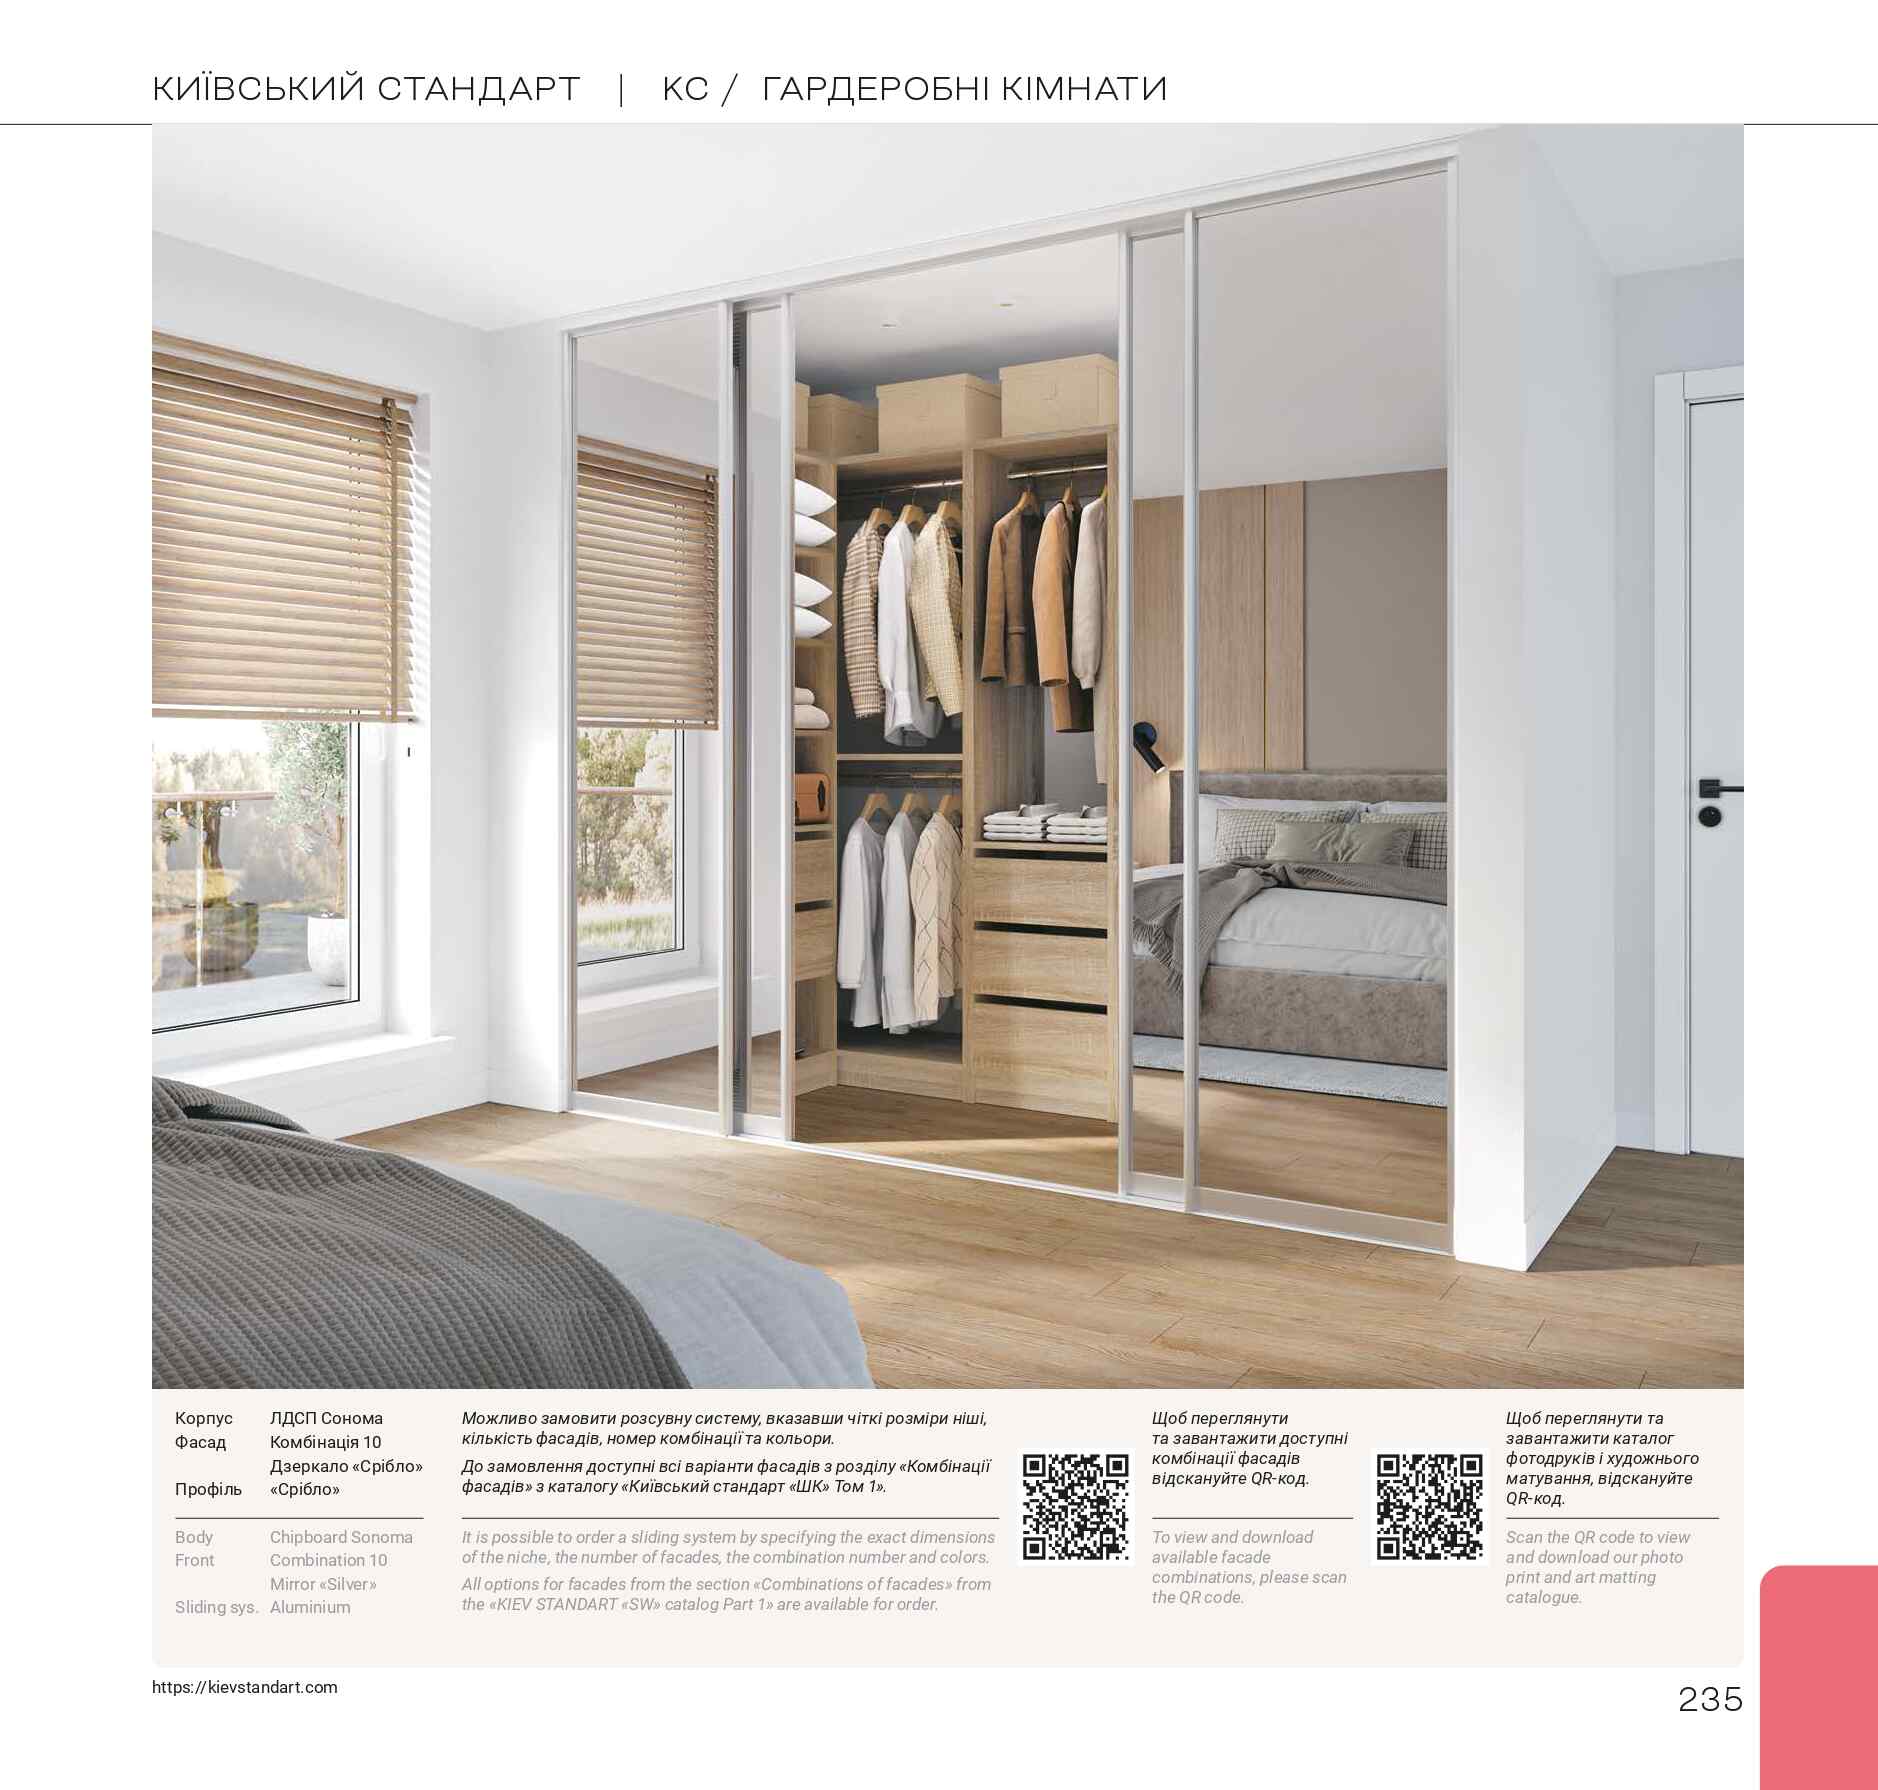 КИЇВСЬКИЙ СТАНДАРТ | КС / ГАРДЕРОБНІ КІМНАТИ
Корпус ЛДСП Сонома
Фасад Комбінація 10
Дзеркало «Срібло»
Профіль «Срібло»
Body Chipboard Sonoma
Front Combination 10
Mirror «Silver»
Sliding sys. Aluminium
Можливо замовити розсувну систему, вказавши чіткі розміри ніші,
кількість фасадів, номер комбінації та кольори.
До замовлення доступні всі варіанти фасадів з розділу «Комбінації
фасадів» з каталогу «Київський стандарт «ШК» Том 1».
It is possible to order a sliding system by specifying the exact dimensions
of the niche, the number of facades, the combination number and colors.
All options for facades from the section «Combinations of facades» from
the «KIEV STANDART «SW» catalog Part 1» are available for order.
Щоб переглянути
та завантажити доступні
комбінації фасадів
відскануйте QR-код.
To view and download
available facade
combinations, please scan
the QR code.
Щоб переглянути та
завантажити каталог
фотодруків і художнього
матування, відскануйте
QR-код.
Scan the QR code to view
and download our photo
print and art matting
catalogue.
https://kievstandart.com
235